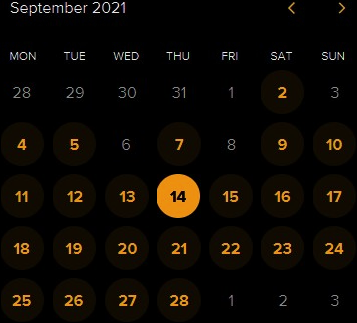 September 2021
MON TUE WED THU FRI SAT SUN
28 29 30 31 1 2 3
4 5 6 7 8 9 10
11 12 13 14 15 16 17
18 19 20 21 22 23 24
25 26 27 28 1 2 3